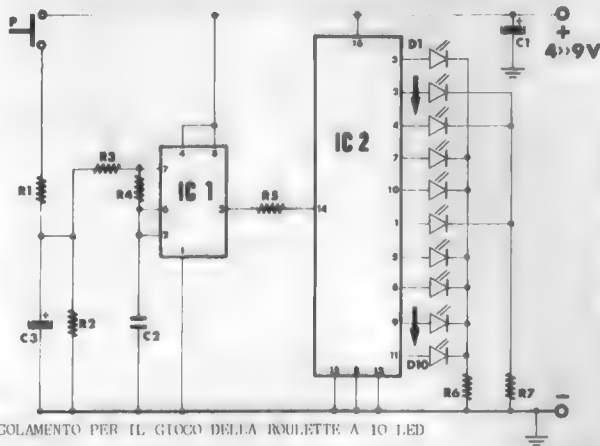 P
+
C1
+
4»9V
16
D1
3
2
4
7
10
1
5
6
9
11
D10
IC 2
14
R5
3
IC 1
4
8
7
6
2
1
R3
R4
R1
+
C3
R2
C2
8
R6
R7
-
GOLAMENTO PER IL GIOCO DELLA ROULETTE A 10 LED